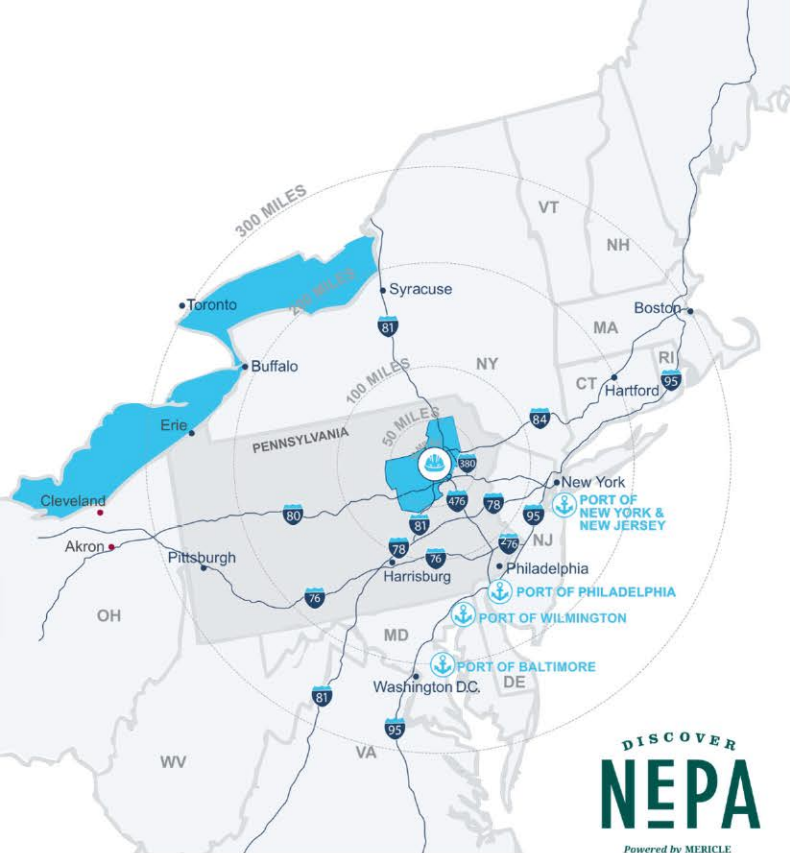 300 MILES
VT
NH
200 MILES
Toronto
Syracuse
Boston
81
MA
Buffalo
NY
RI
100 MILES
CT
Hartford
95
50 MILES
84
Erie
PENNSYLVANIA
380
New York
Cleveland
476
78
PORT OF
NEW YORK &
NEW JERSEY
80
95
81
Akron
78
76
276
NJ
Pittsburgh
Harrisburg
Philadelphia
PORT OF PHILADELPHIA
76
OH
PORT OF WILMINGTON
MD
PORT OF BALTIMORE
Washington D.C.
DE
81
95
VA
WV
DISCOVER
NEPA
Powered by MERICLE